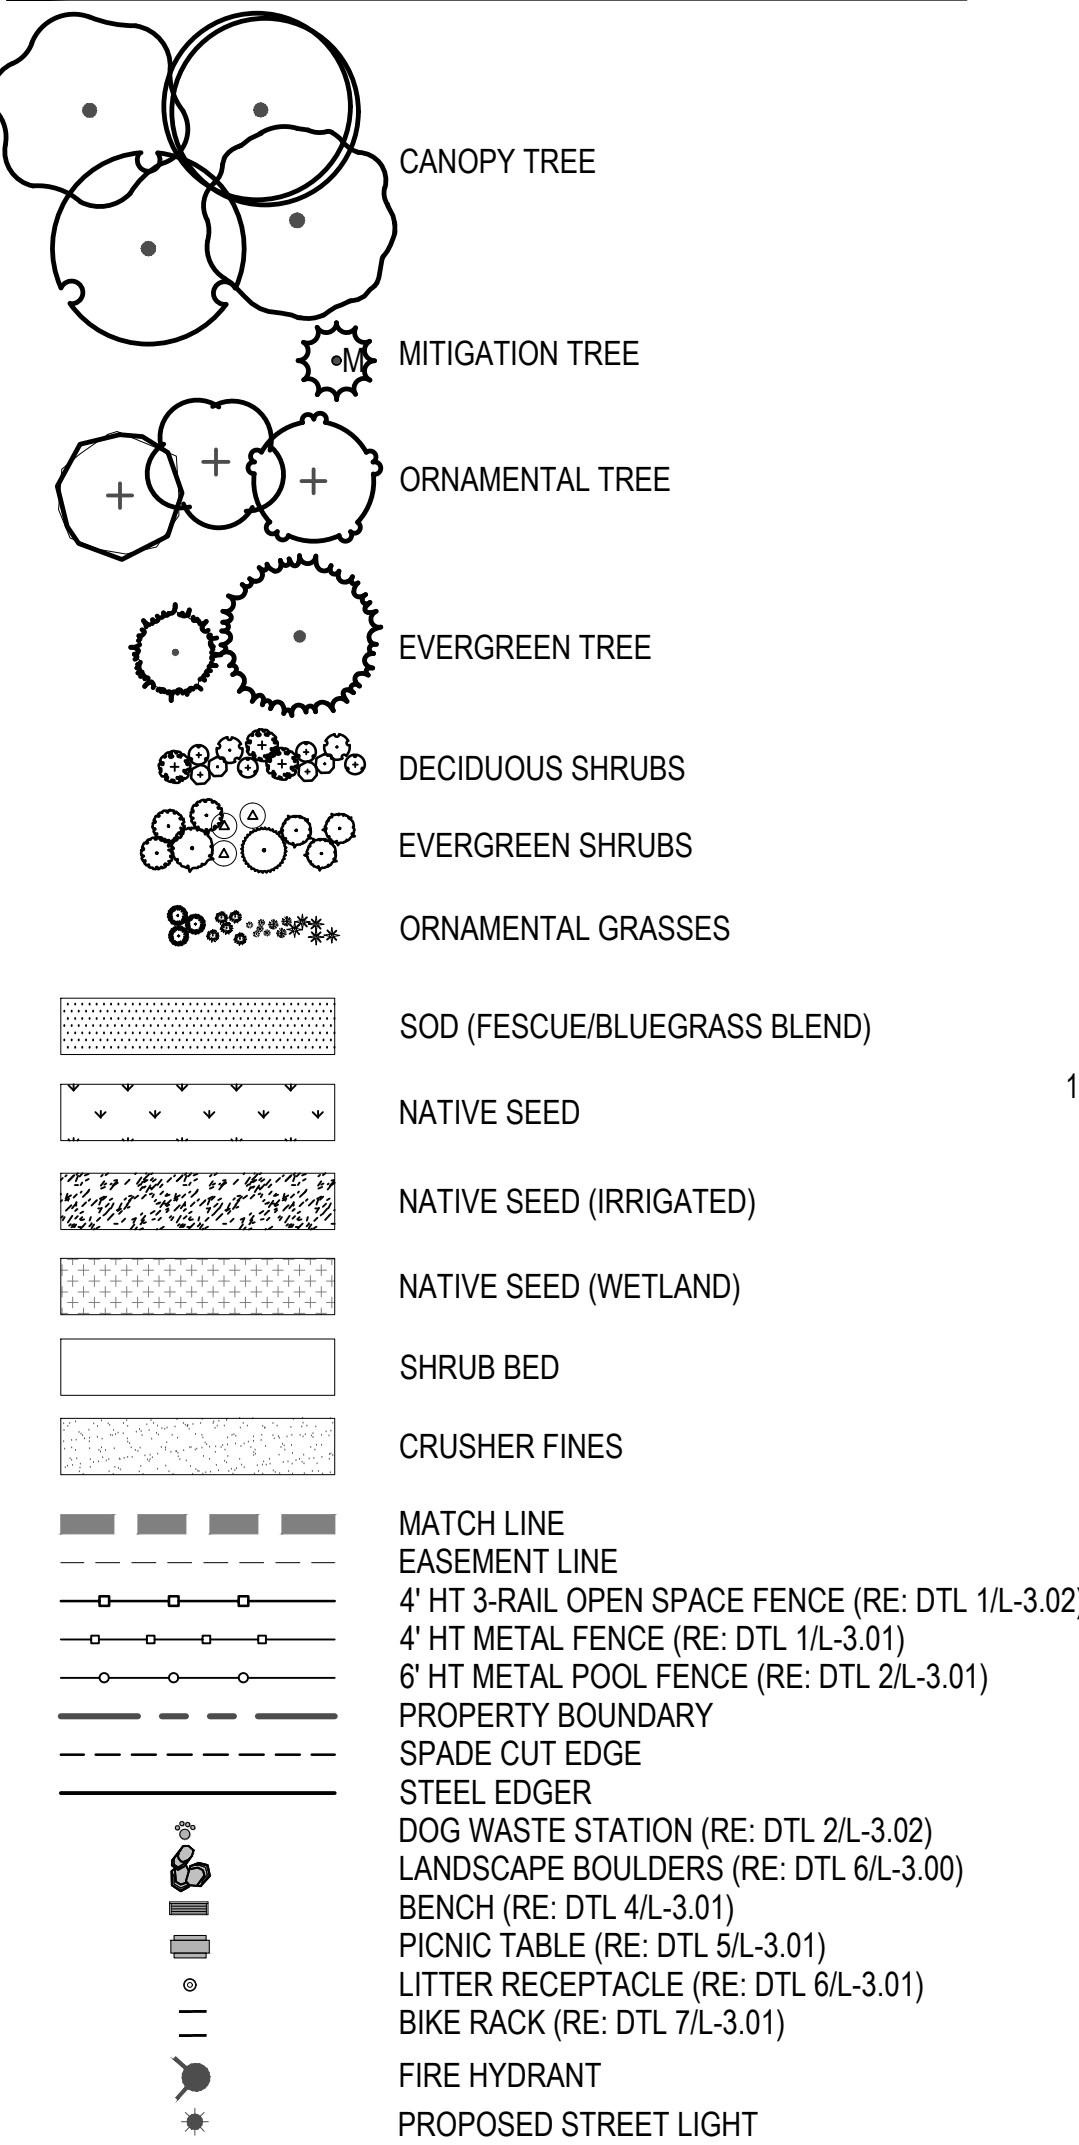 CANOPY TREE
M
MITIGATION TREE
ORNAMENTAL TREE
EVERGREEN TREE
DECIDUOUS SHRUBS
EVERGREEN SHRUBS
ORNAMENTAL GRASSES
SOD (FESCUE/BLUEGRASS BLEND)
1
NATIVE SEED
NATIVE SEED (IRRIGATED)
NATIVE SEED (WETLAND)
SHRUB BED
CRUSHER FINES
MATCH LINE
EASEMENT LINE
4' HT 3-RAIL OPEN SPACE FENCE (RE: DTL 1/L-3.02)
4' HT METAL FENCE (RE: DTL 1/L-3.01)
6' HT METAL POOL FENCE (RE: DTL 2/L-3.01)
PROPERTY BOUNDARY
SPADE CUT EDGE
STEEL EDGER
DOG WASTE STATION (RE: DTL 2/L-3.02)
LANDSCAPE BOULDERS (RE: DTL 6/L-3.00)
BENCH (RE: DTL 4/L-3.01)
PICNIC TABLE (RE: DTL 5/L-3.01)
LITTER RECEPTACLE (RE: DTL 6/L-3.01)
BIKE RACK (RE: DTL 7/L-3.01)
FIRE HYDRANT
PROPOSED STREET LIGHT